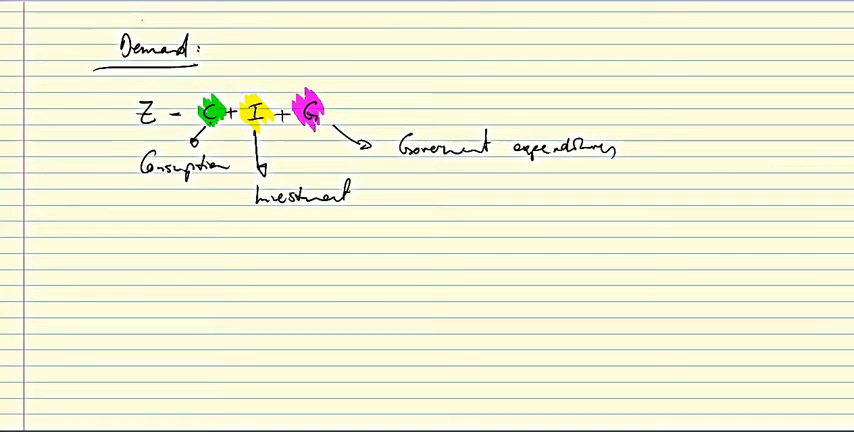 Demand:
Z = C + I + G
Government expenditures
Consumption
Investment